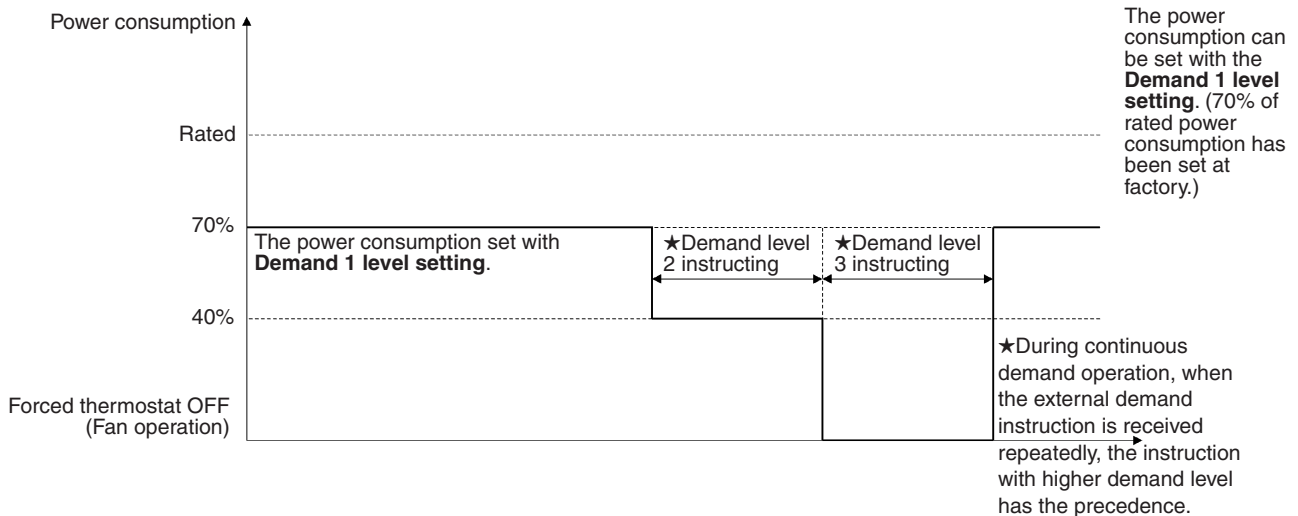 Power consumption
The power
consumption can
be set with the
Demand 1 level
setting. (70% of
rated power
consumption has
been set at
factory.)
Rated
70%
The power consumption set with
Demand 1 level setting.
★Demand level
2 instructing
★Demand level
3 instructing
40%
★During continuous
demand operation, when
the external demand
instruction is received
repeatedly, the instruction
with higher demand level
has the precedence.
Forced thermostat OFF
(Fan operation)